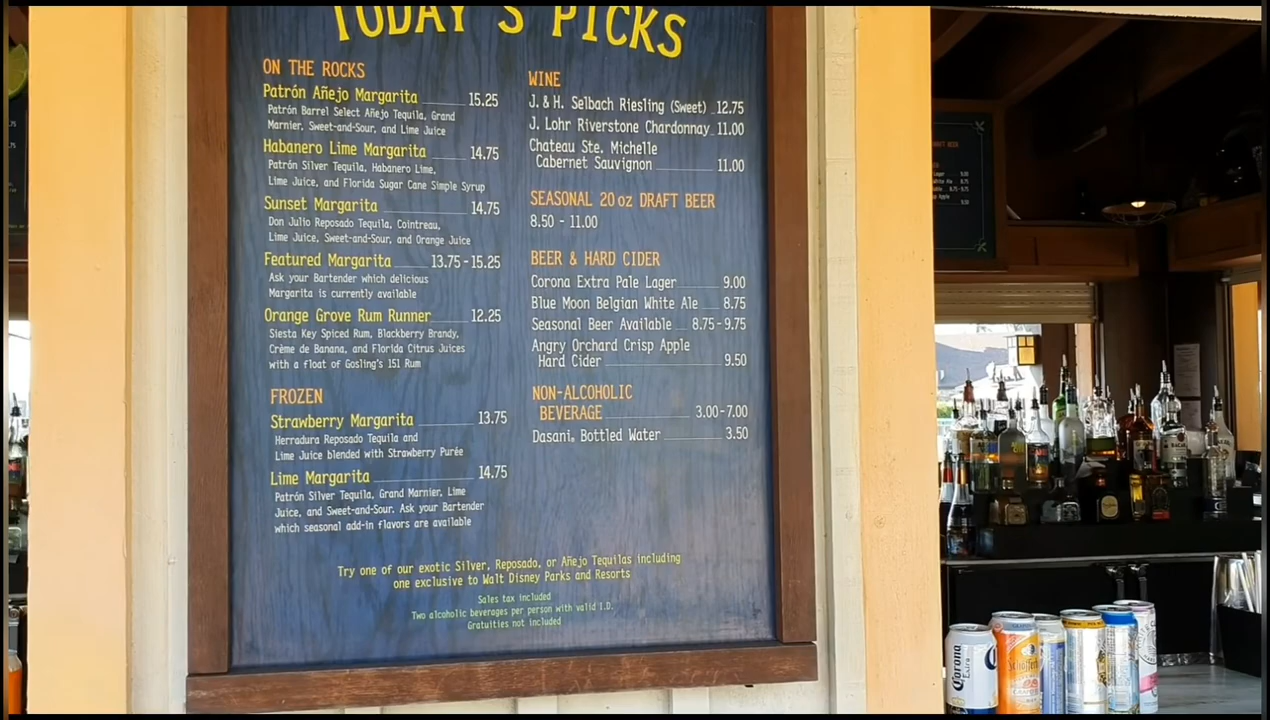 TODAY'S PICKS
ON THE ROCKS
Patrón Añejo Margarita 15.25
Patrón Barrel Select Añejo Tequila, Grand
Marnier, Sweet-and-Sour, and Lime Juice
Habanero Lime Margarita 14.75
Patrón Silver Tequila, Habanero Lime,
Lime Juice, and Florida Sugar Cane Simple Syrup
Sunset Margarita 14.75
Don Julio Reposado Tequila, Cointreau,
Lime Juice, Sweet-and-Sour, and Orange Juice
Featured Margarita 13.75-15.25
Ask your Bartender which delicious
Margarita is currently available
Orange Grove Rum Runner 12.25
Siesta Key Spiced Rum, Blackberry Brandy,
Crème de Banana, and Florida Citrus Juices
with a float of Gosling's 151 Rum
FROZEN
Strawberry Margarita 13.75
Herradura Reposado Tequila and
Lime Juice blended with Strawberry Purée
Lime Margarita 14.75
Patrón Silver Tequila, Grand Marnier, Lime
Juice, and Sweet-and-Sour. Ask your Bartender
which seasonal add-in flavors are available
WINE
J. & H. Selbach Riesling (Sweet) 12.75
J. Lohr Riverstone Chardonnay 11.00
Chateau Ste. Michelle
Cabernet Sauvignon 11.00
SEASONAL 20 oz DRAFT BEER
8.50 - 11.00
BEER & HARD CIDER
Corona Extra Pale Lager 9.00
Blue Moon Belgian White Ale 8.75
Seasonal Beer Available 8.75-9.75
Angry Orchard Crisp Apple
Hard Cider 9.50
NON-ALCOHOLIC
BEVERAGE 3.00-7.00
Dasani® Bottled Water 3.50
Try one of our exotic Silver, Reposado, or Añejo Tequilas including
one exclusive to Walt Disney Parks and Resorts
Sales tax included
Two alcoholic beverages per person with valid I.D.
Gratuities not included
Corona
Extra